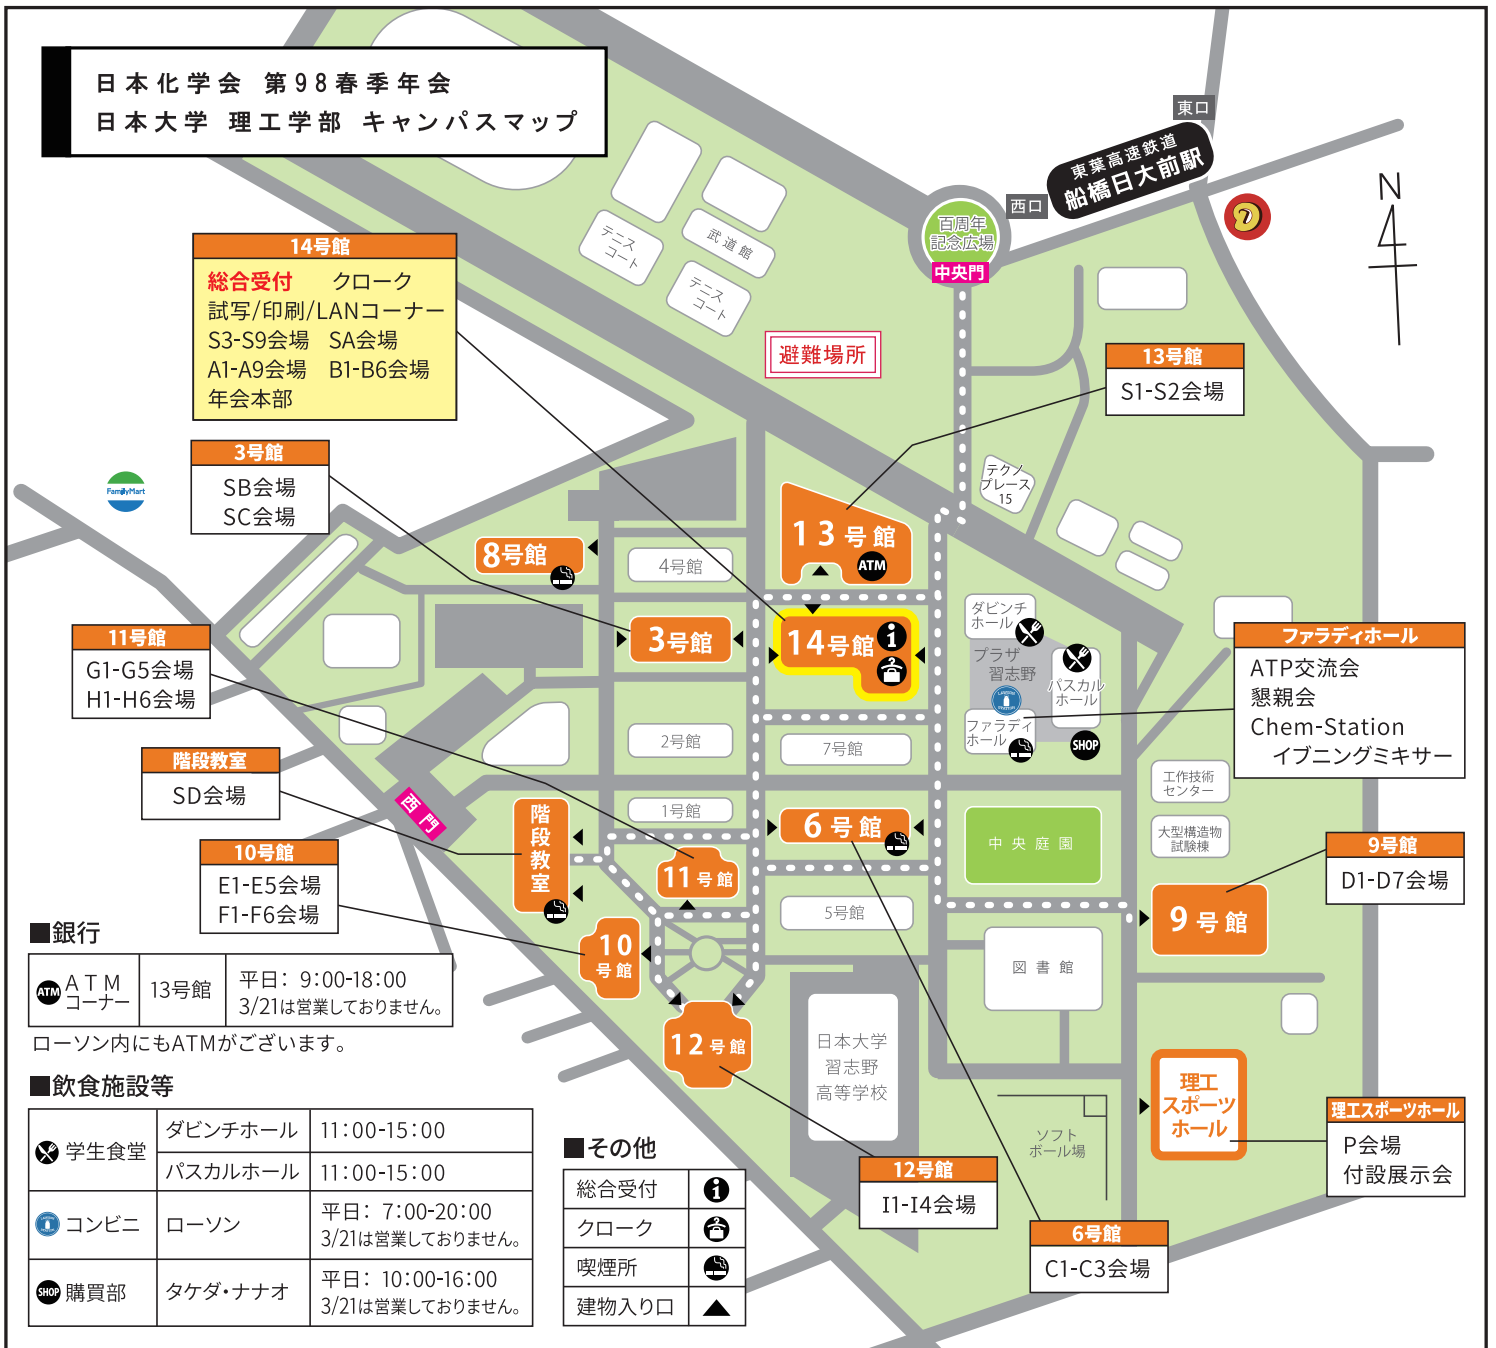 日本化学会 第98春季年会
日本大学 理工学部 キャンパスマップ
東口
東葉高速鉄道
船橋日大前駅
西口
百周年
記念広場
中央門
N
テニス
コート
武道館
テニス
コート
避難場所
14号館
総合受付 クローク
試写/印刷/LANコーナー
S3-S9会場 SA会場
A1-A9会場 B1-B6会場
年会本部
13号館
S1-S2会場
3号館
SB会場
SC会場
FamilyMart
テクノ
プレース
15
13号館
ATM
8号館
4号館
3号館
14号館
ダビンチ
ホール
プラザ
習志野
パスカル
ホール
ファラディ
ホール
SHOP
ファラディホール
ATP交流会
懇親会
Chem-Station
イブニングミキサー
11号館
G1-G5会場
H1-H6会場
2号館
7号館
階段教室
SD会場
西門
1号館
階段教室
6号館
工作技術
センター
大型構造物
試験棟
中央庭園
9号館
D1-D7会場
10号館
E1-E5会場
F1-F6会場
11号館
5号館
9号館
10
号館
図書館
12号館
日本大学
習志野
高等学校
理工
スポーツ
ホール
ソフト
ボール場
理工スポーツホール
P会場
付設展示会
12号館
I1-I4会場
6号館
C1-C3会場
■銀行
ATM
ATM
コーナー
13号館
平日：9:00-18:00
3/21は営業しておりません。
ローソン内にもATMがございます。
■飲食施設等
学生食堂
ダビンチホール
11:00-15:00
パスカルホール
11:00-15:00
コンビニ
ローソン
平日：7:00-20:00
3/21は営業しておりません。
SHOP
購買部
タケダ・ナナオ
平日：10:00-16:00
3/21は営業しておりません。
■その他
総合受付
クローク
喫煙所
建物入り口